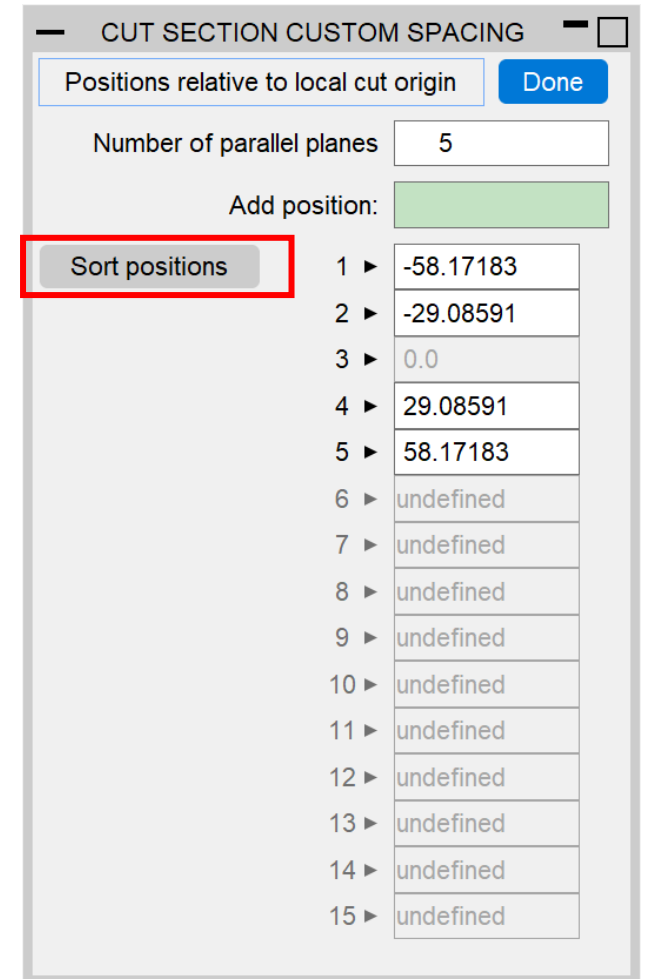 CUT SECTION CUSTOM SPACING
Positions relative to local cut origin Done
Number of parallel planes 5
Add position:
Sort positions 1 ► -58.17183
2 ► -29.08591
3 ► 0.0
4 ► 29.08591
5 ► 58.17183
6 ► undefined
7 ► undefined
8 ► undefined
9 ► undefined
10 ► undefined
11 ► undefined
12 ► undefined
13 ► undefined
14 ► undefined
15 ► undefined